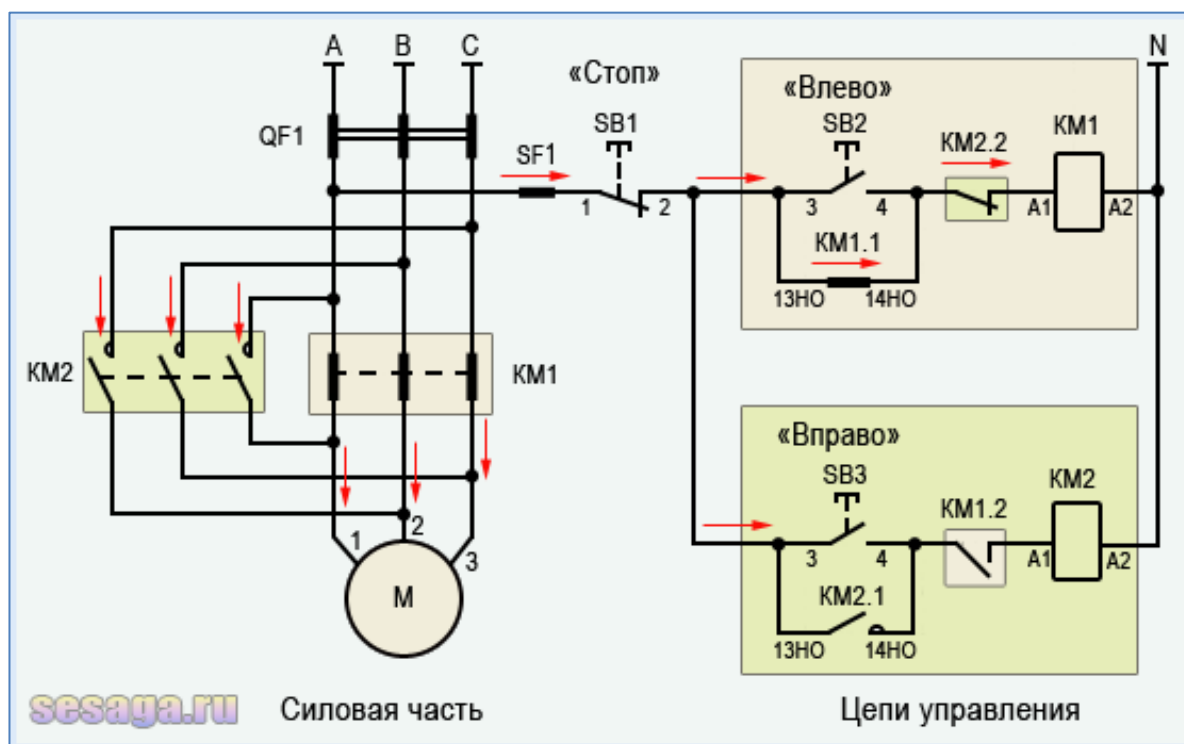 A B C N
«Стоп»
«Влево»
QF1
SB1
SB2
KM1
SF1
KM2.2
1 2
3 4
A1 A2
KM1.1
13НО 14НО
KM2
KM1
«Вправо»
SB3
KM2
KM1.2
1 2 3
3 4
A1 A2
М
KM2.1
13НО 14НО
sesaga.ru
Силовая часть
Цепи управления